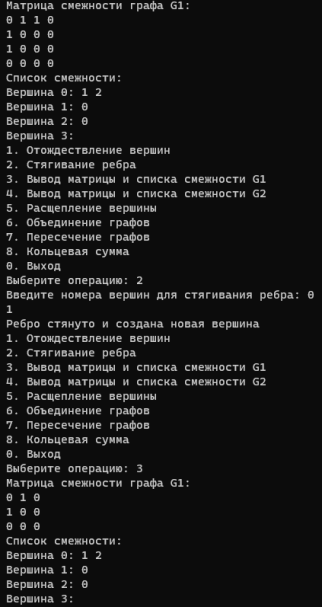 Матрица смежности графа G1:
0 1 1 0
1 0 0 0
1 0 0 0
0 0 0 0
Список смежности:
Вершина 0: 1 2
Вершина 1: 0
Вершина 2: 0
Вершина 3:
1. Отождествление вершин
2. Стягивание ребра
3. Вывод матрицы и списка смежности G1
4. Вывод матрицы и списка смежности G2
5. Расщепление вершины
6. Объединение графов
7. Пересечение графов
8. Кольцевая сумма
0. Выход
Выберите операцию: 2
Введите номера вершин для стягивания ребра: 0
1
Ребро стянуто и создана новая вершина
1. Отождествление вершин
2. Стягивание ребра
3. Вывод матрицы и списка смежности G1
4. Вывод матрицы и списка смежности G2
5. Расщепление вершины
6. Объединение графов
7. Пересечение графов
8. Кольцевая сумма
0. Выход
Выберите операцию: 3
Матрица смежности графа G1:
0 1 0
1 0 0
0 0 0
Список смежности:
Вершина 0: 1 2
Вершина 1: 0
Вершина 2: 0
Вершина 3: